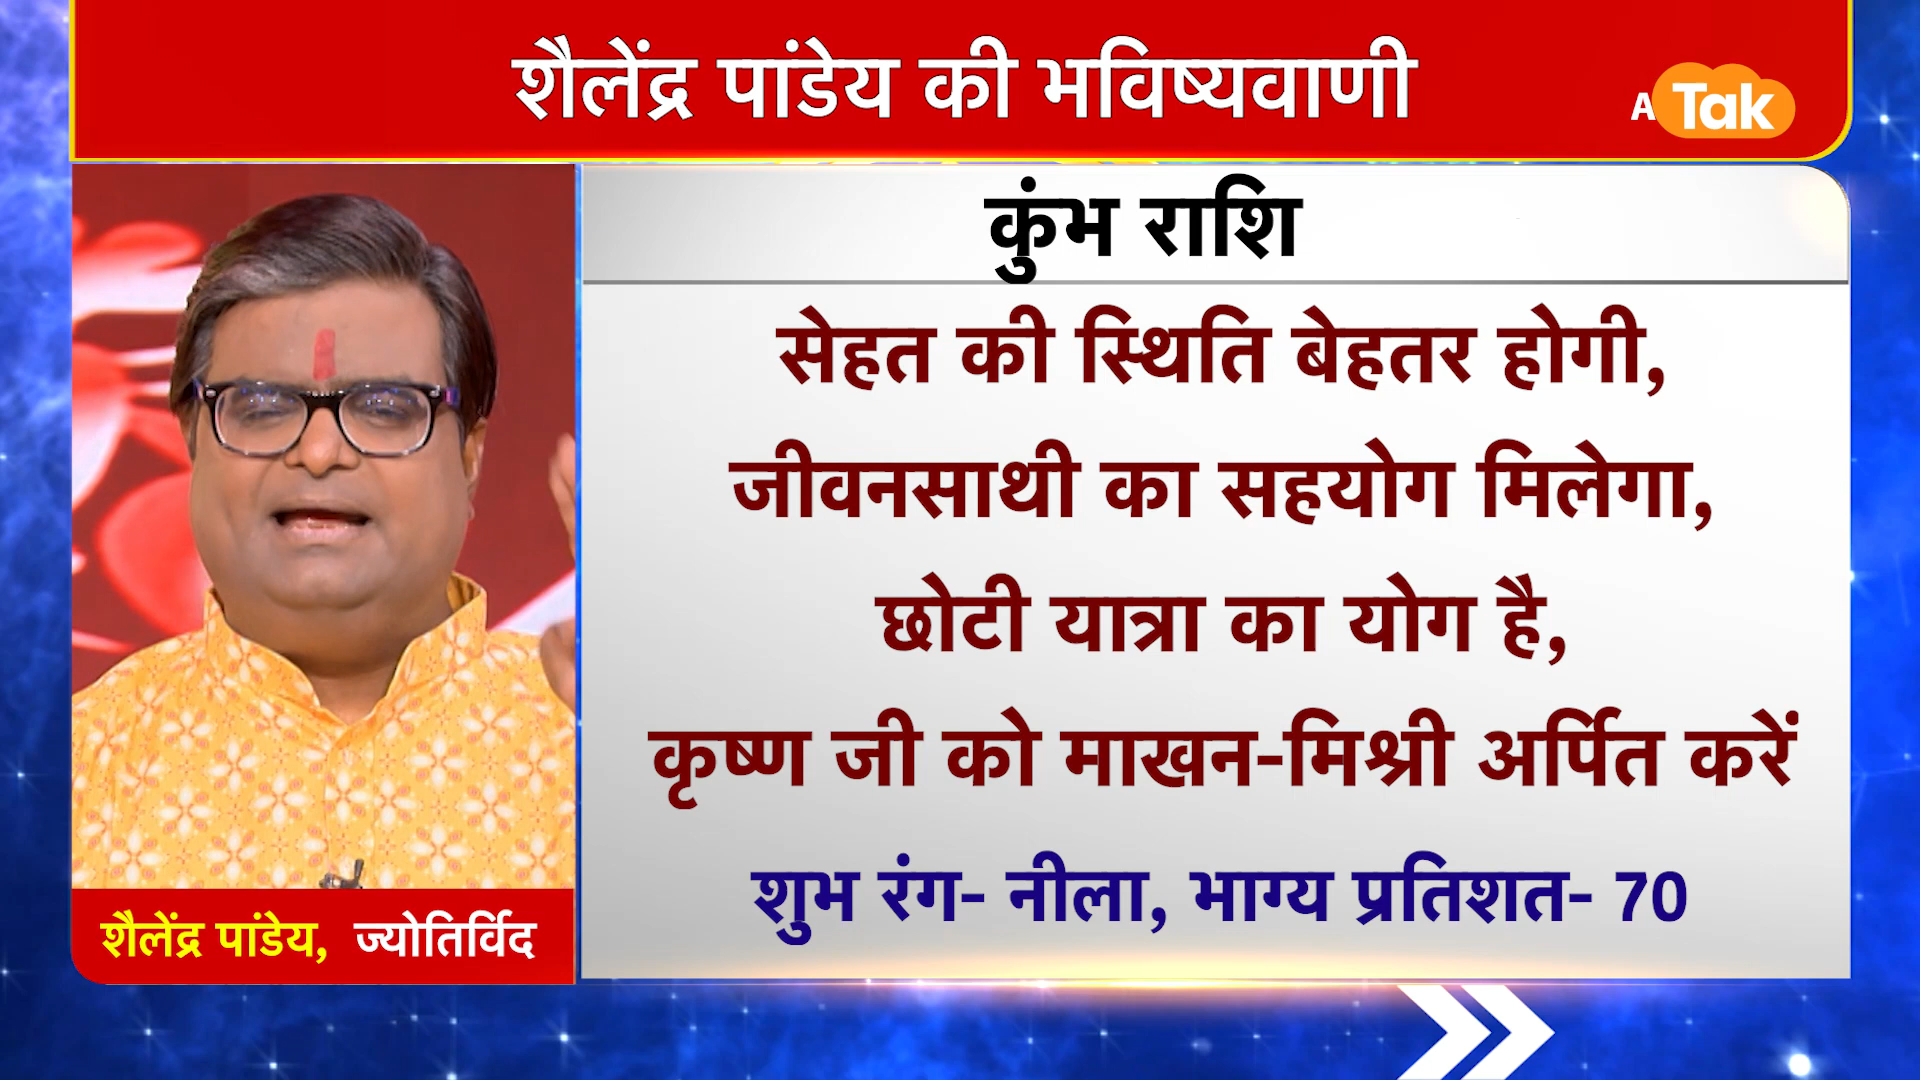 शैलेंद्र पांडेय की भविष्यवाणी
A Tak
कुंभ राशि
सेहत की स्थिति बेहतर होगी,
जीवनसाथी का सहयोग मिलेगा,
छोटी यात्रा का योग है,
कृष्ण जी को माखन-मिश्री अर्पित करें
शुभ रंग- नीला, भाग्य प्रतिशत- 70
शैलेंद्र पांडेय, ज्योतिर्विद